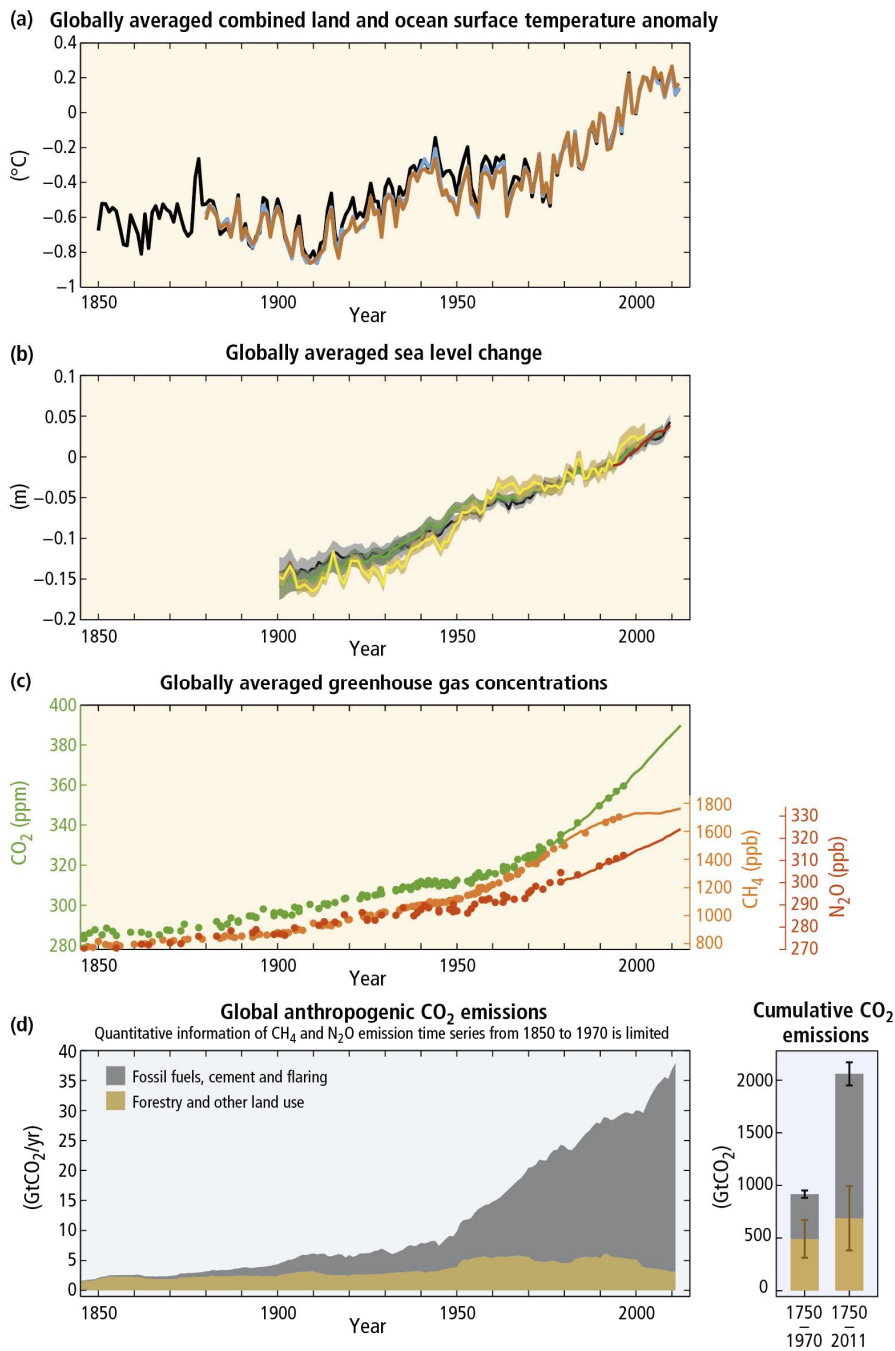 (a) Globally averaged combined land and ocean surface temperature anomaly
0.4
0.2
0
−0.2
−0.4
−0.6
−0.8
−1
(°C)
1850 1900 1950 2000
Year
(b) Globally averaged sea level change
0.1
0.05
0
−0.05
−0.1
−0.15
−0.2
(m)
1850 1900 1950 2000
Year
(c) Globally averaged greenhouse gas concentrations
400
380
360
340
320
300
280
CO2 (ppm)
1800
1600
1400
1200
1000
800
CH4 (ppb)
330
320
310
300
290
280
270
N2O (ppb)
1850 1900 1950 2000
Year
(d) Global anthropogenic CO2 emissions
Quantitative information of CH4 and N2O emission time series from 1850 to 1970 is limited
40
35
30
25
20
15
10
5
0
(GtCO2/yr)
Fossil fuels, cement and flaring
Forestry and other land use
1850 1900 1950 2000
Year
Cumulative CO2
emissions
2000
1500
1000
500
0
(GtCO2)
1750 1750
– –
1970 2011